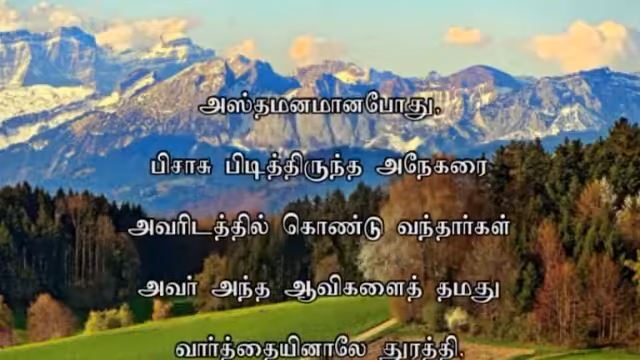 அஸ்தமனமானபோது,
பிசாசு பிடித்திருந்த அநேகரை
அவரிடத்தில் கொண்டு வந்தார்கள்
அவர் அந்த ஆவிகளைத் தமது
வார்த்தையினாலே துரத்தி,